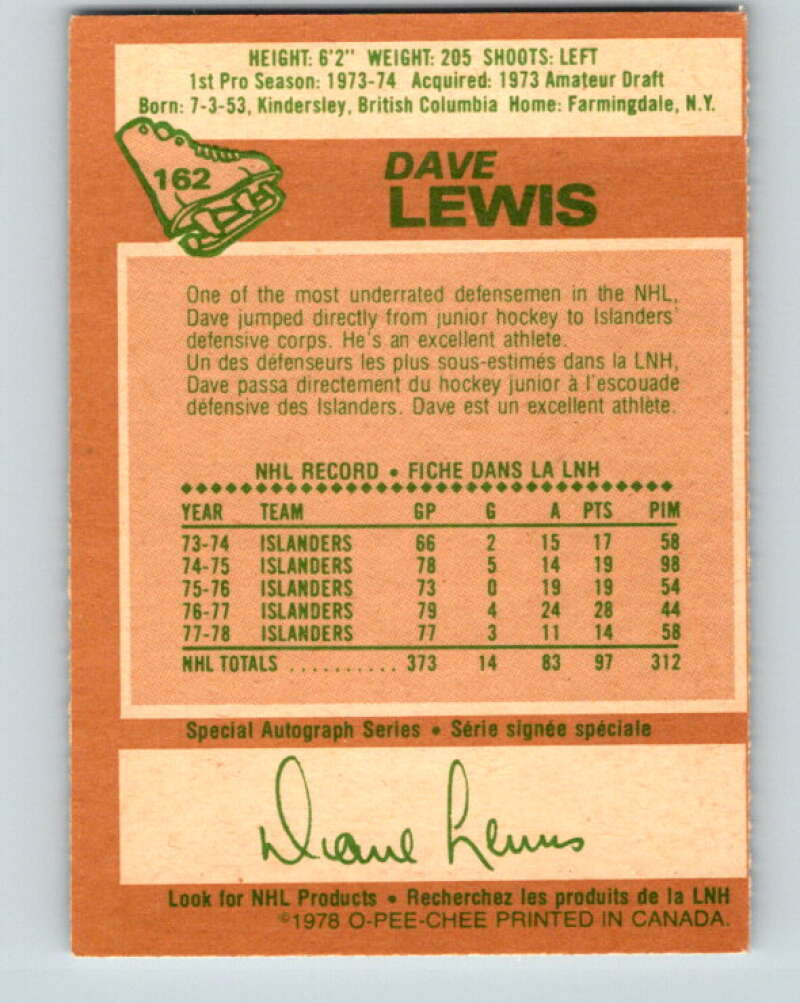 HEIGHT: 6'2" WEIGHT: 205 SHOOTS: LEFT
1st Pro Season: 1973-74 Acquired: 1973 Amateur Draft
Born: 7-3-53, Kindersley, British Columbia Home: Farmingdale, N.Y.
162
DAVE
LEWIS
One of the most underrated defensemen in the NHL,
Dave jumped directly from junior hockey to Islanders'
defensive corps. He's an excellent athlete.
Un des défenseurs les plus sous-estimés dans la LNH,
Dave passa directement du hockey junior à l'escouade
défensive des Islanders. Dave est un excellent athlète.
NHL RECORD • FICHE DANS LA LNH
YEAR TEAM GP G A PTS PIM
73-74 ISLANDERS 66 2 15 17 58
74-75 ISLANDERS 78 5 14 19 98
75-76 ISLANDERS 73 0 19 19 54
76-77 ISLANDERS 79 4 24 28 44
77-78 ISLANDERS 77 3 11 14 58
NHL TOTALS .......... 373 14 83 97 312
Special Autograph Series • Série signée spéciale
Diane Lewis
Look for NHL Products • Recherchez les produits de la LNH
©1978 O-PEE-CHEE PRINTED IN CANADA.